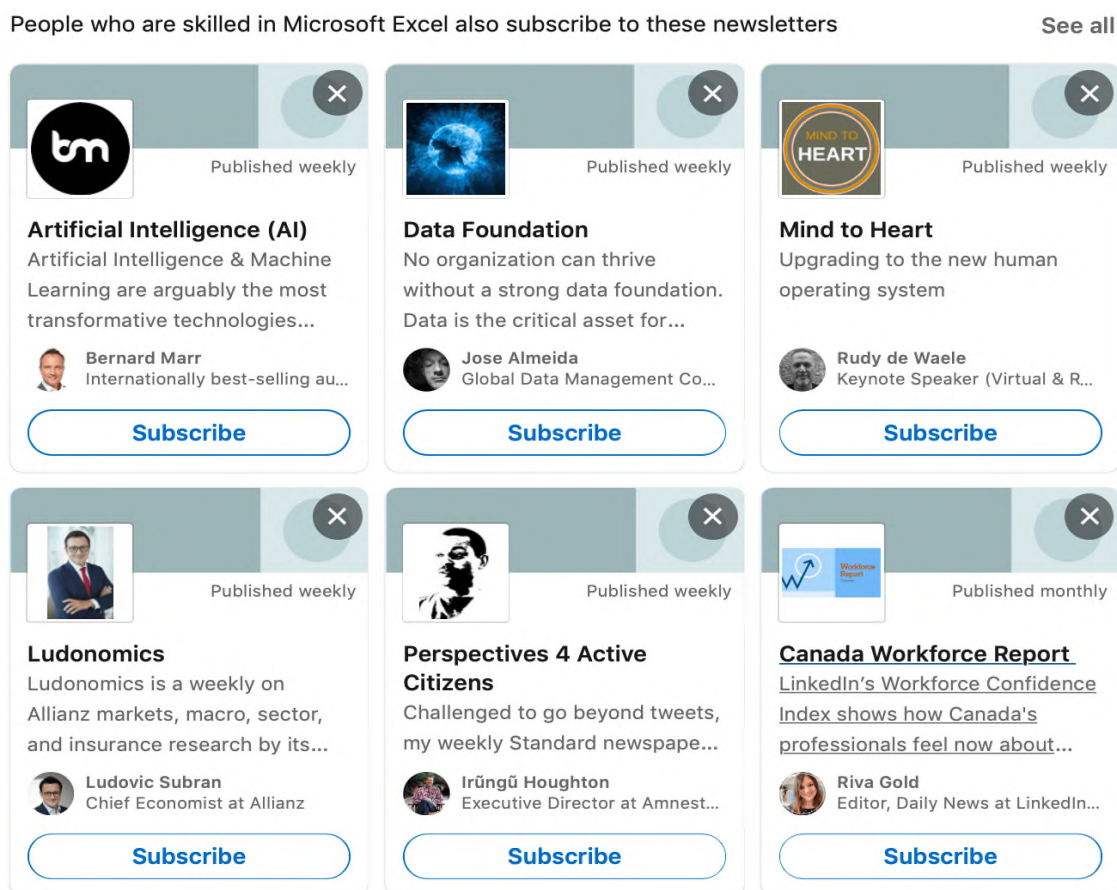 People who are skilled in Microsoft Excel also subscribe to these newsletters
See all
bm
Published weekly
Artificial Intelligence (AI)
Artificial Intelligence & Machine
Learning are arguably the most
transformative technologies...
Bernard Marr
Internationally best-selling au...
Subscribe
Published weekly
Data Foundation
No organization can thrive
without a strong data foundation.
Data is the critical asset for...
Jose Almeida
Global Data Management Co...
Subscribe
MIND TO
HEART
Published weekly
Mind to Heart
Upgrading to the new human
operating system
Rudy de Waele
Keynote Speaker (Virtual & R...
Subscribe
Published weekly
Ludonomics
Ludonomics is a weekly on
Allianz markets, macro, sector,
and insurance research by its...
Ludovic Subran
Chief Economist at Allianz
Subscribe
Published weekly
Perspectives 4 Active
Citizens
Challenged to go beyond tweets,
my weekly Standard newspape...
Irũngũ Houghton
Executive Director at Amnest...
Subscribe
Workforce
Report
Published monthly
Canada Workforce Report
LinkedIn's Workforce Confidence
Index shows how Canada's
professionals feel now about...
Riva Gold
Editor, Daily News at LinkedIn...
Subscribe